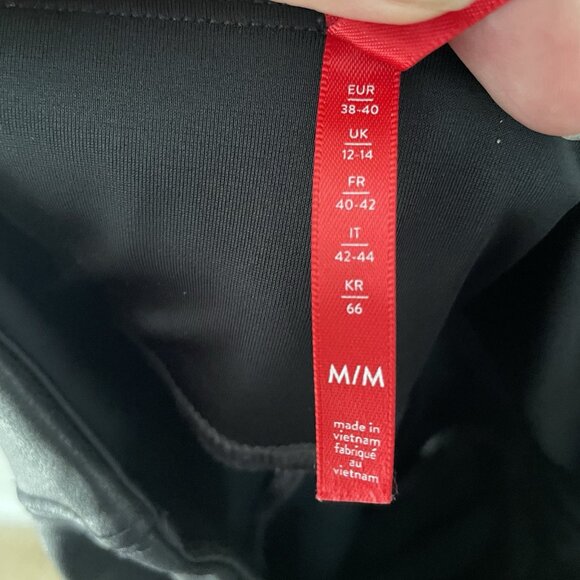 EUR
38-40
UK
12-14
FR
40-42
IT
42-44
KR
66
M/M
made in
vietnam
fabriqué
au
vietnam